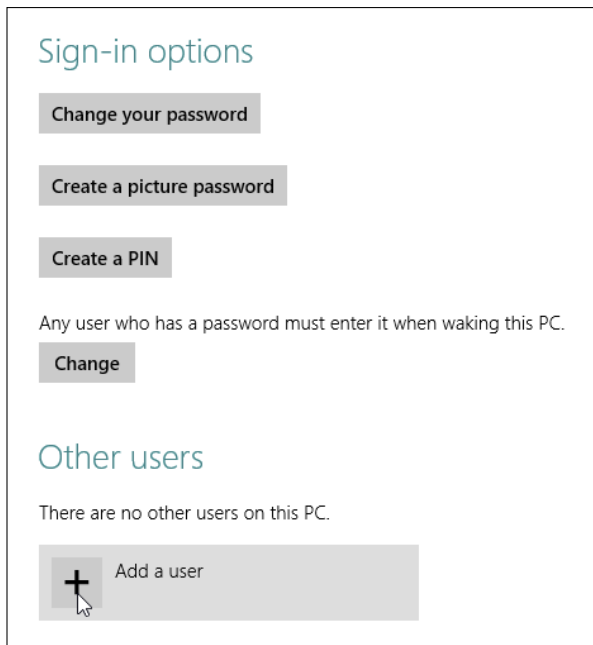 Sign-in options
Change your password
Create a picture password
Create a PIN
Any user who has a password must enter it when waking this PC.
Change
Other users
There are no other users on this PC.
Add a user